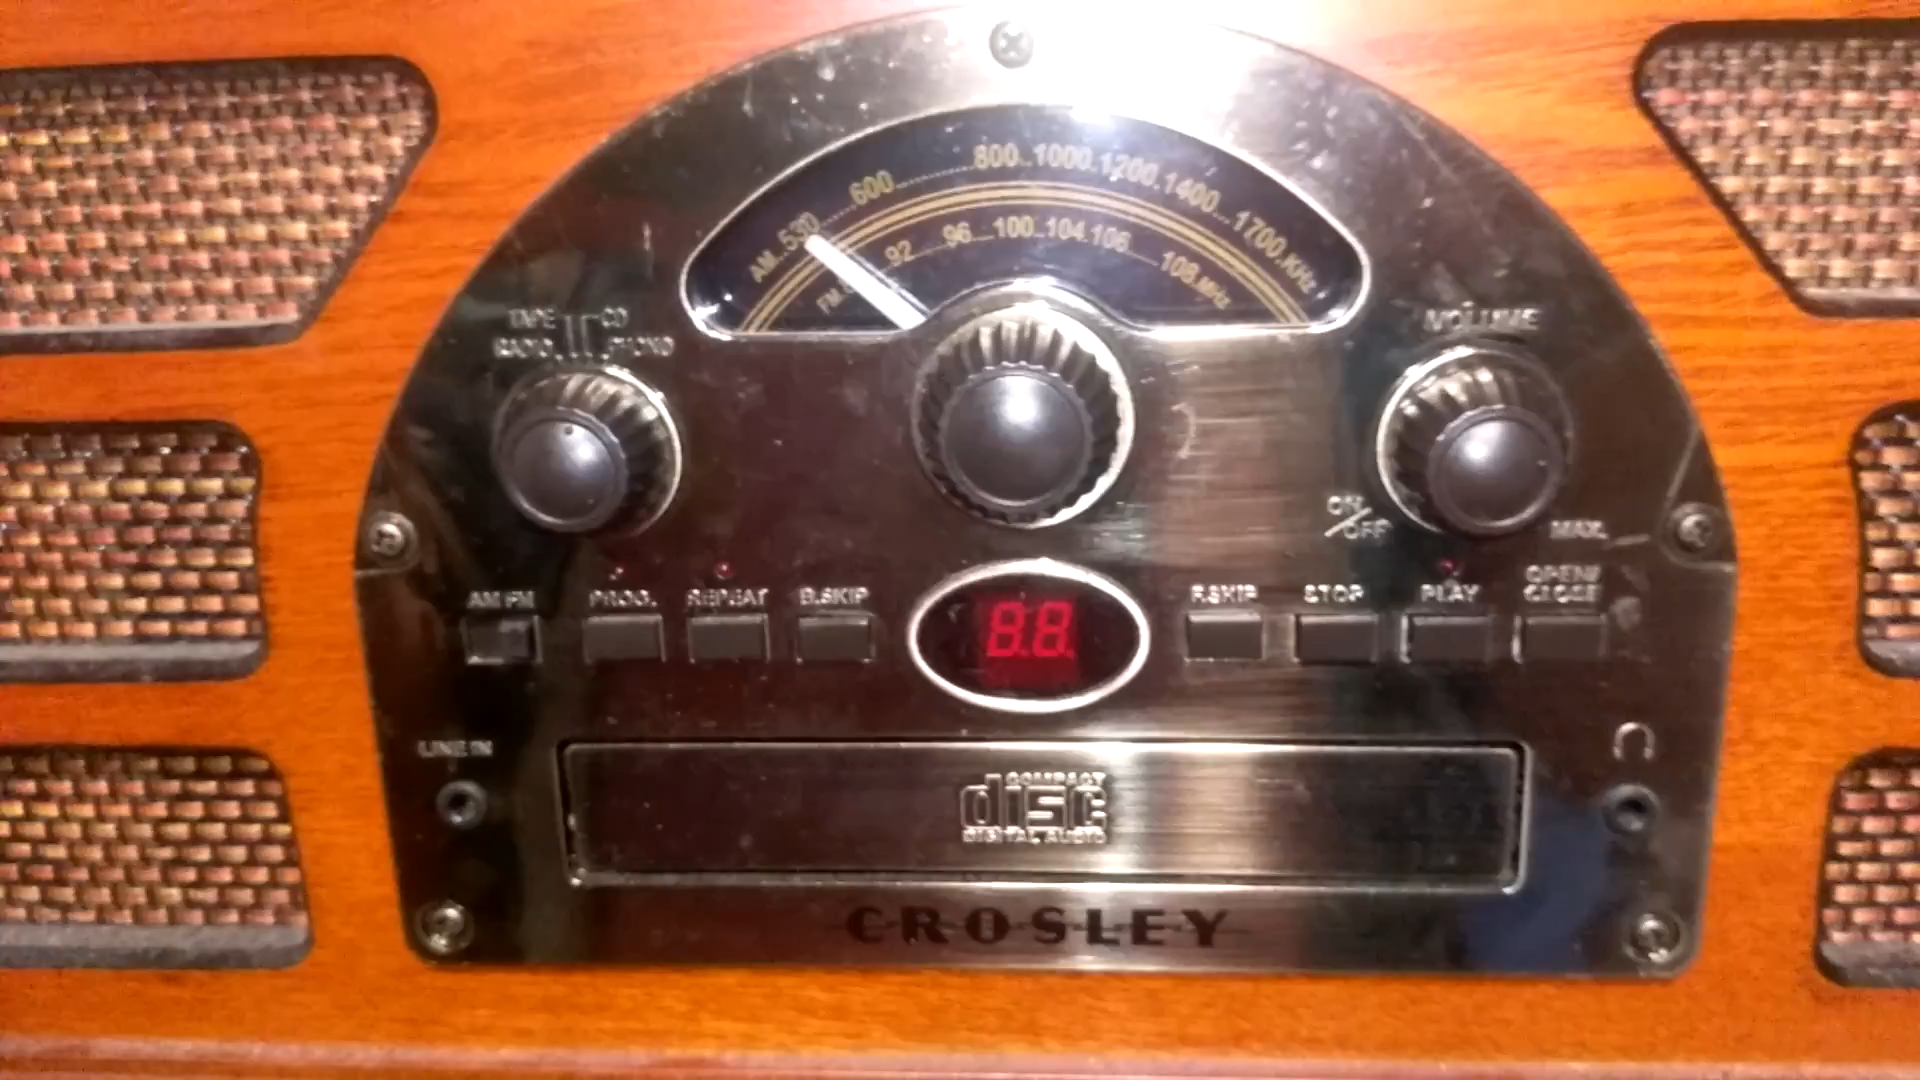 800..1000.1200.1400...1700.KHz
AM...530......600
92......96....100...104.106......108.MHz
FM.
TAPE CD
RADIO PHONO
VOLUME
ON/OFF
MAX.
AM FM PROG. REPEAT B.SKIP
8.8.
F.SKIP STOP PLAY OPEN/
CLOSE
LINE IN
COMPACT
disc
DIGITAL AUDIO
CROSLEY